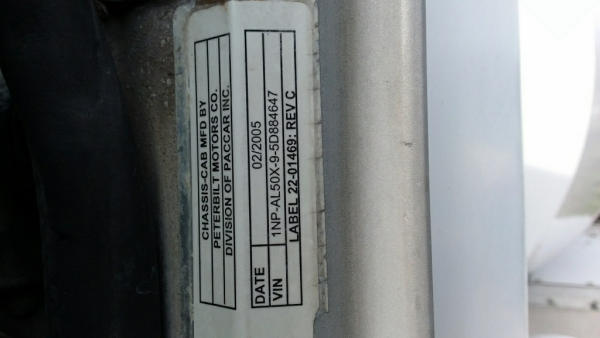 CHASSIS-CAB MFD BY
PETERBILT MOTORS CO.
DIVISION OF PACCAR INC.
DATE 02/2005
VIN 1NP-AL50X-9-5D884647
LABEL 22-01469: REV C